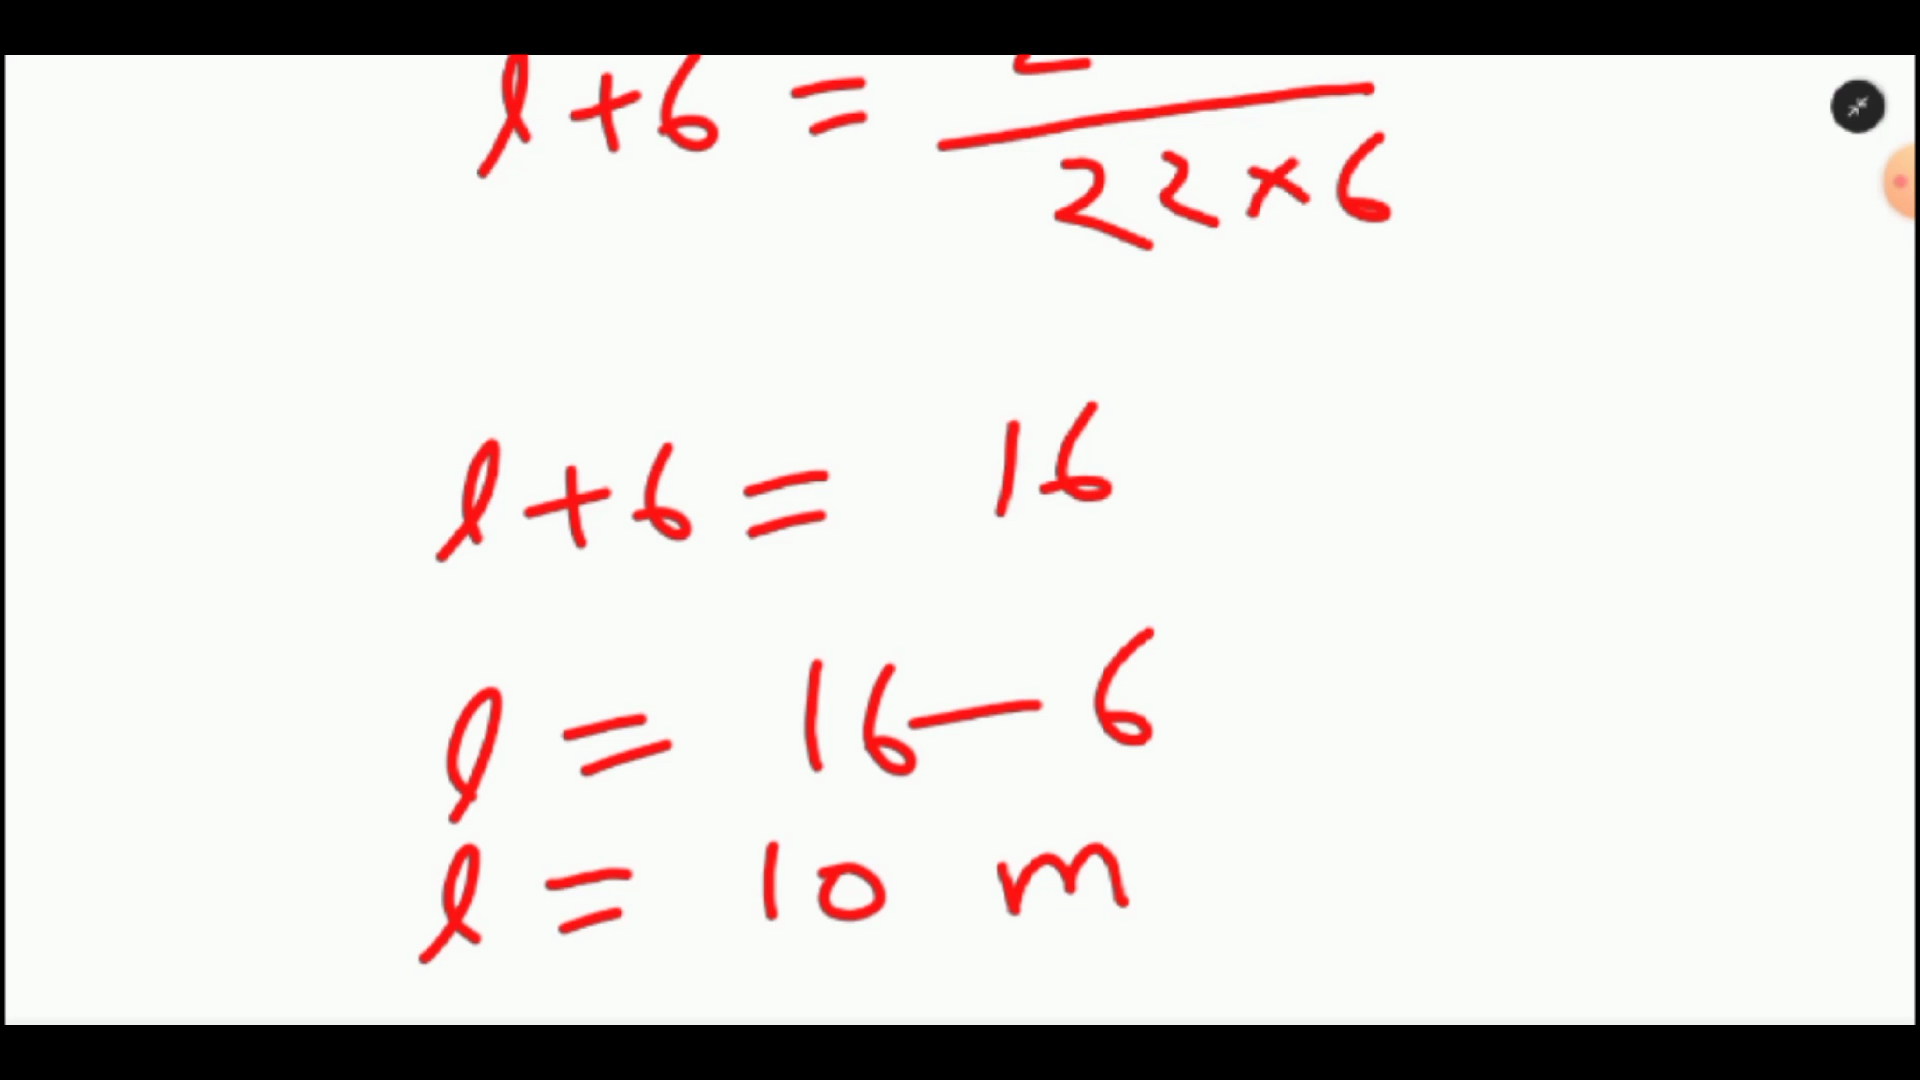 l+6 =
22×6
l+6 = 16
l = 16-6
l = 10 m